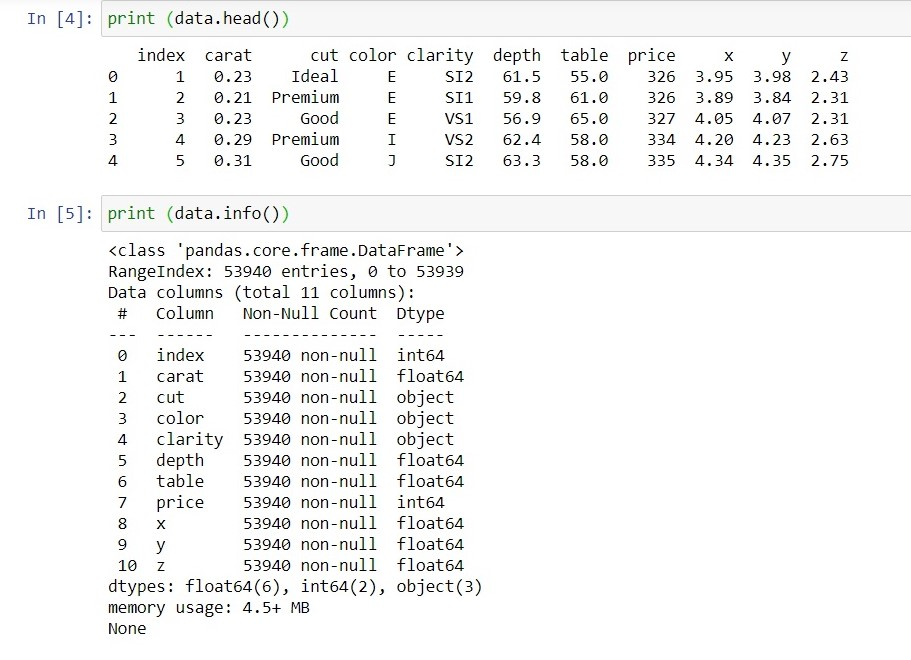 In [4]: print (data.head())
index carat cut color clarity depth table price x y z
0 1 0.23 Ideal E SI2 61.5 55.0 326 3.95 3.98 2.43
1 2 0.21 Premium E SI1 59.8 61.0 326 3.89 3.84 2.31
2 3 0.23 Good E VS1 56.9 65.0 327 4.05 4.07 2.31
3 4 0.29 Premium I VS2 62.4 58.0 334 4.20 4.23 2.63
4 5 0.31 Good J SI2 63.3 58.0 335 4.34 4.35 2.75
In [5]: print (data.info())
<class 'pandas.core.frame.DataFrame'>
RangeIndex: 53940 entries, 0 to 53939
Data columns (total 11 columns):
# Column Non-Null Count Dtype
--- ------ -------------- -----
0 index 53940 non-null int64
1 carat 53940 non-null float64
2 cut 53940 non-null object
3 color 53940 non-null object
4 clarity 53940 non-null object
5 depth 53940 non-null float64
6 table 53940 non-null float64
7 price 53940 non-null int64
8 x 53940 non-null float64
9 y 53940 non-null float64
10 z 53940 non-null float64
dtypes: float64(6), int64(2), object(3)
memory usage: 4.5+ MB
None